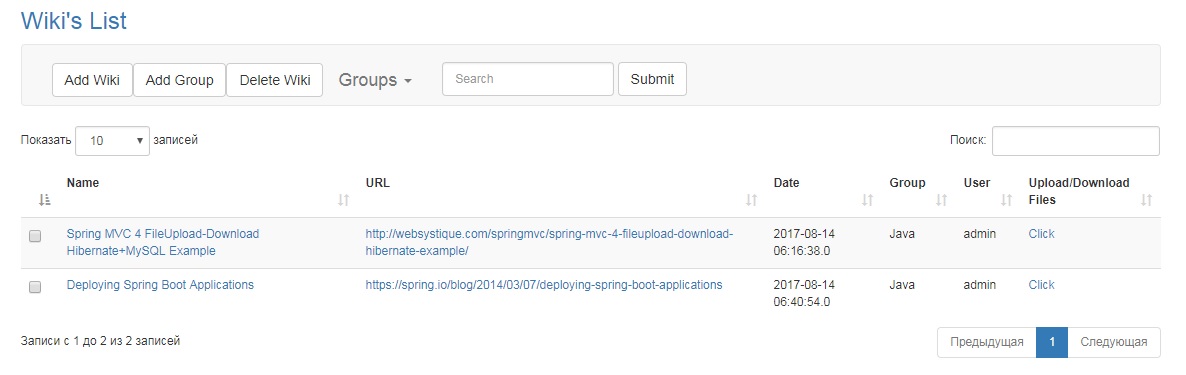 Wiki's List
Add Wiki Add Group Delete Wiki Groups Search Submit
Показать 10 записей Поиск:
Name URL Date Group User Upload/Download
Files
Spring MVC 4 FileUpload-Download http://websystique.com/springmvc/spring-mvc-4-fileupload-download- 2017-08-14 Java admin Click
Hibernate+MySQL Example hibernate-example/ 06:16:38.0
Deploying Spring Boot Applications https://spring.io/blog/2014/03/07/deploying-spring-boot-applications 2017-08-14 Java admin Click
06:40:54.0
Записи с 1 до 2 из 2 записей Предыдущая 1 Следующая